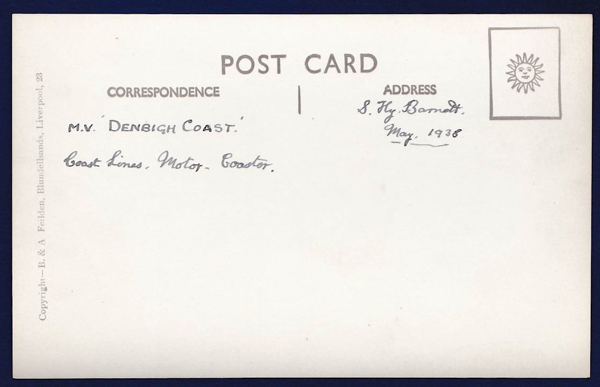 POST CARD
CORRESPONDENCE
ADDRESS
M.V. 'DENBIGH COAST.'
Coast Lines. Motor. Coaster.
S. Hy. Barnett.
May. 1938
Copyright—B. & A Feilden, Blundellsands, Liverpool, 23